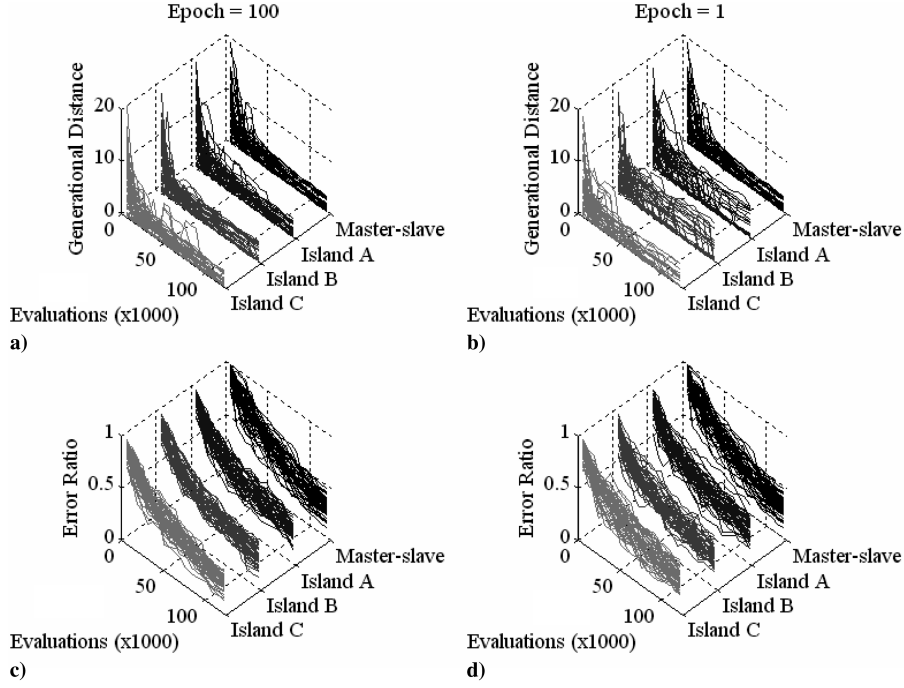 Epoch = 100
Generational Distance
20
10
0
0
50
100
Evaluations (x1000)
Master-slave
Island A
Island B
Island C
a)
Epoch = 1
Generational Distance
20
10
0
0
50
100
Evaluations (x1000)
Master-slave
Island A
Island B
Island C
b)
Error Ratio
1
0.5
0
0
50
100
Evaluations (x1000)
Master-slave
Island A
Island B
Island C
c)
Error Ratio
1
0.5
0
0
50
100
Evaluations (x1000)
Master-slave
Island A
Island B
Island C
d)